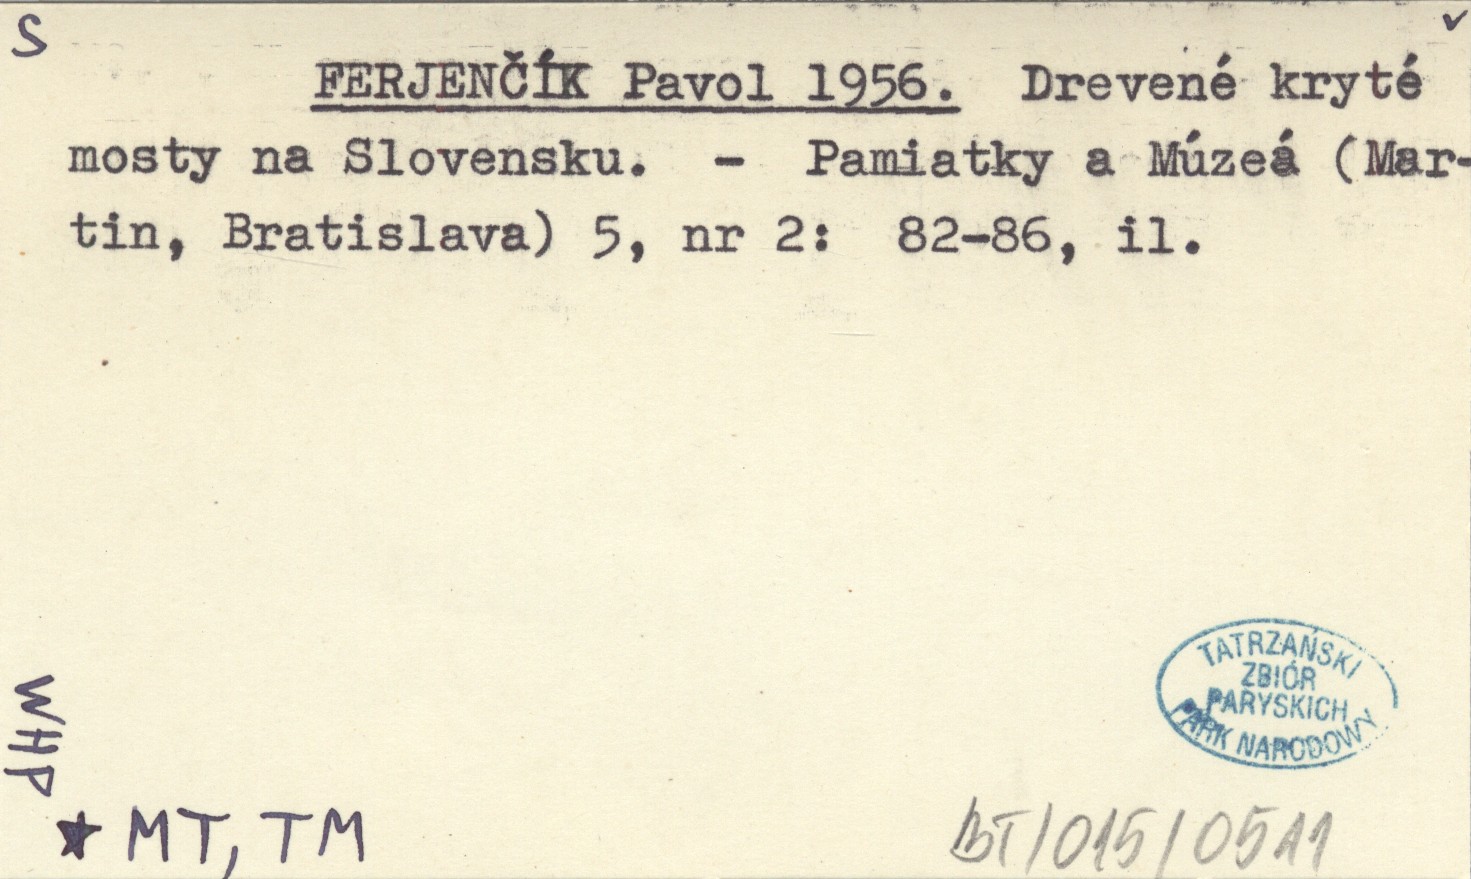 S
v
FERJENČÍK Pavol 1956. Drevené kryté
mosty na Slovensku. - Pamiatky a Múzeá (Mar-
tin, Bratislava) 5, nr 2: 82-86, il.
TATRZAŃSKI
ZBIÓR
PARYSKICH
PARK NARODOWY
WHP
★ MT, TM
BT/015/0511